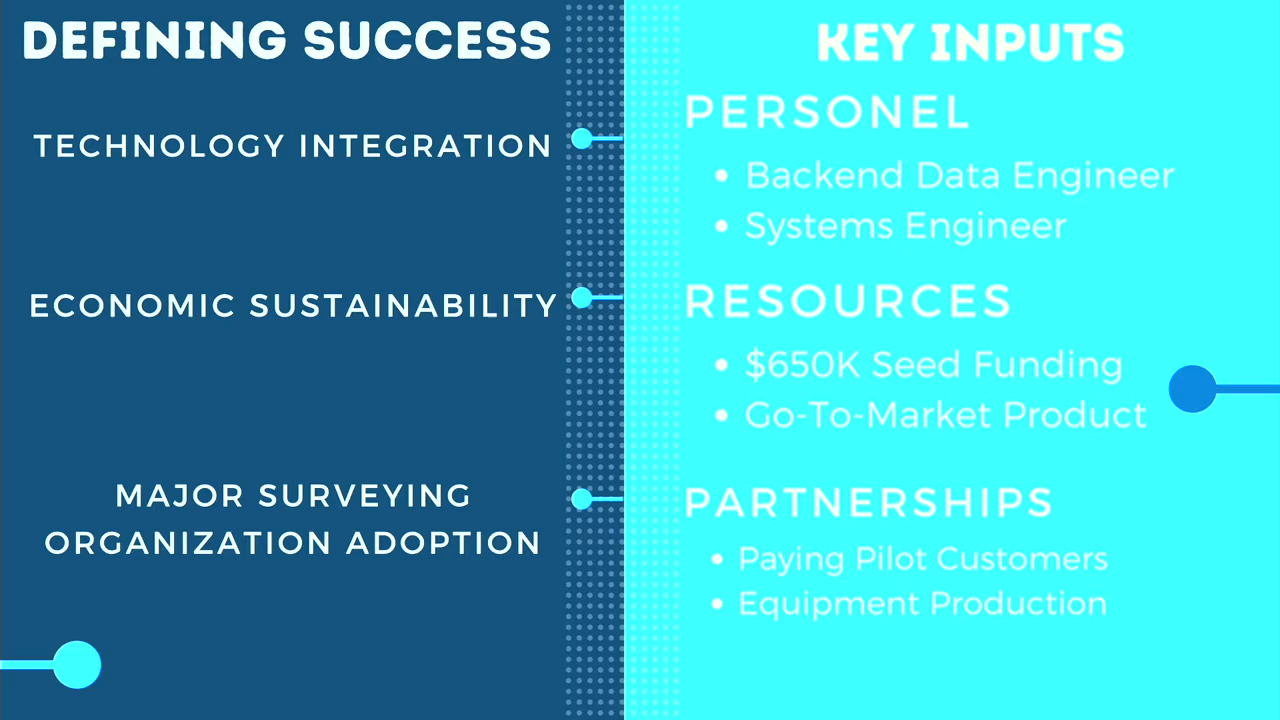 DEFINING SUCCESS
TECHNOLOGY INTEGRATION
ECONOMIC SUSTAINABILITY
MAJOR SURVEYING
ORGANIZATION ADOPTION
KEY INPUTS
PERSONEL
• Backend Data Engineer
• Systems Engineer
RESOURCES
• $650K Seed Funding
• Go-To-Market Product
PARTNERSHIPS
• Paying Pilot Customers
• Equipment Production